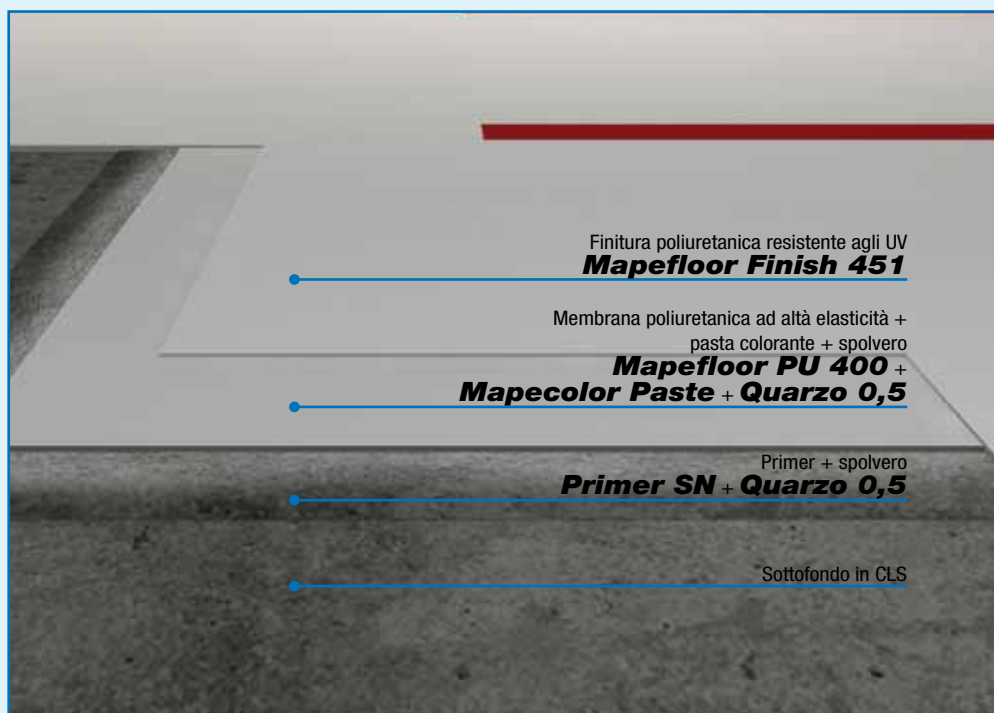 Finitura poliuretanica resistente agli UV
Mapefloor Finish 451
Membrana poliuretanica ad altà elasticità +
pasta colorante + spolvero
Mapefloor PU 400 +
Mapecolor Paste + Quarzo 0,5
Primer + spolvero
Primer SN + Quarzo 0,5
Sottofondo in CLS